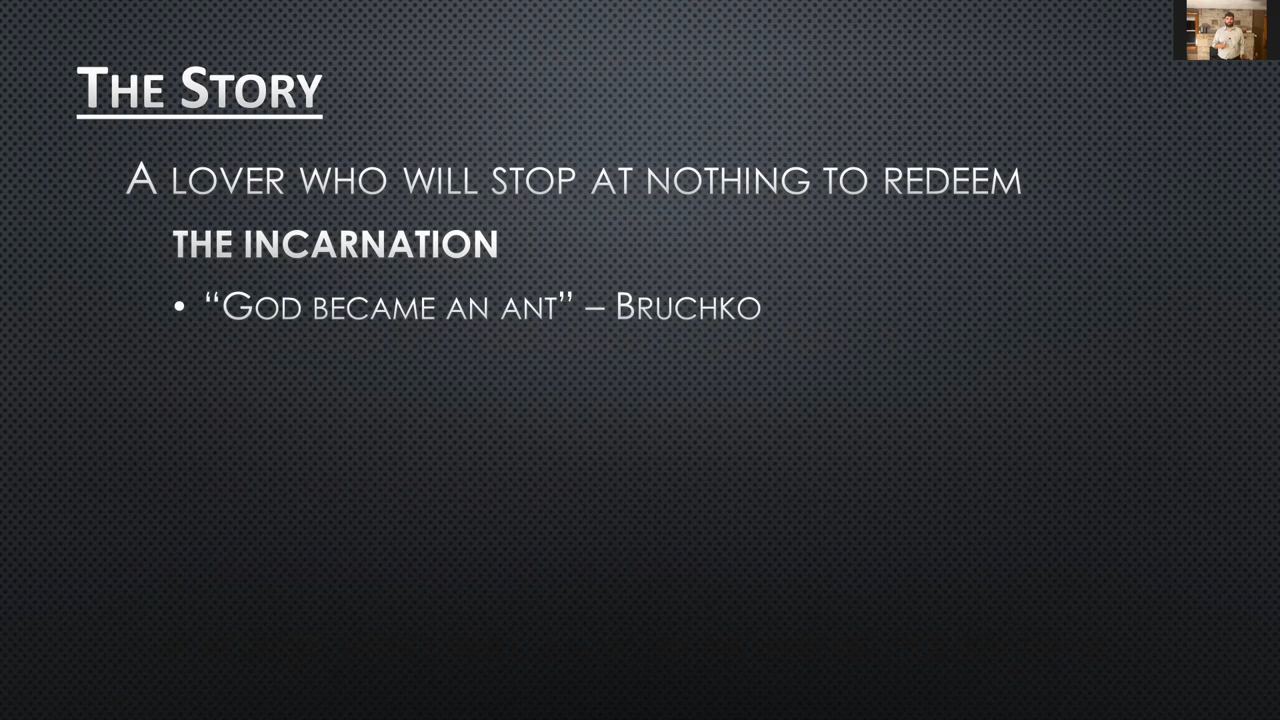 The Story
A lover who will stop at nothing to redeem
THE INCARNATION
• “God became an ant” – Bruchko